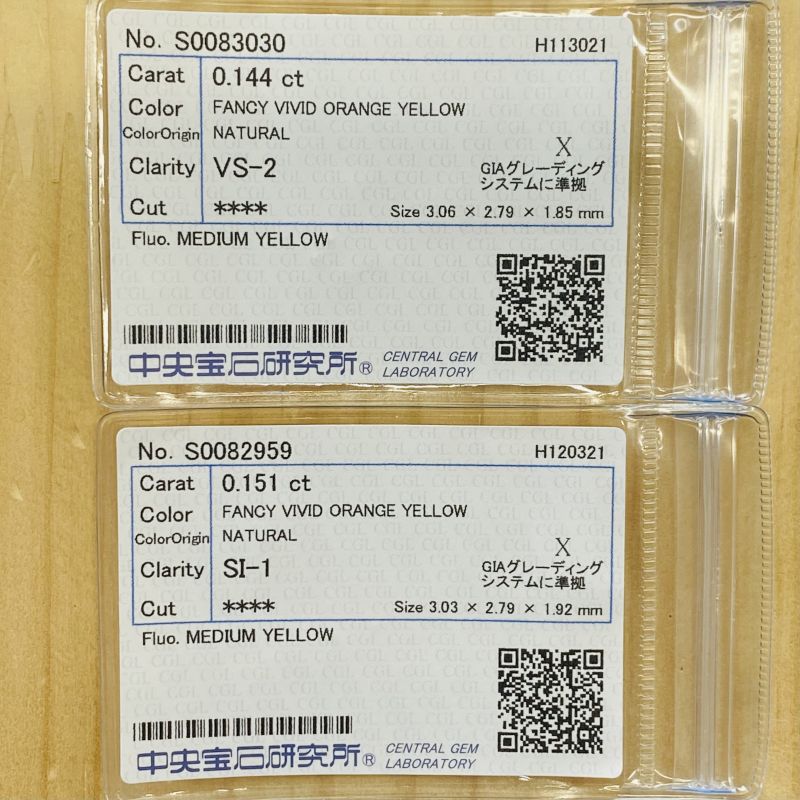 No. S0083030
H113021
Carat 0.144 ct
Color FANCY VIVID ORANGE YELLOW
ColorOrigin NATURAL
X
Clarity VS-2
GIAグレーディング
システムに準拠
Cut ****
Size 3.06 × 2.79 × 1.85 mm
Fluo. MEDIUM YELLOW
中央宝石研究所® CENTRAL GEM
LABORATORY
No. S0082959
H120321
Carat 0.151 ct
Color FANCY VIVID ORANGE YELLOW
ColorOrigin NATURAL
X
Clarity SI-1
GIAグレーディング
システムに準拠
Cut ****
Size 3.03 × 2.79 × 1.92 mm
Fluo. MEDIUM YELLOW
中央宝石研究所® CENTRAL GEM
LABORATORY